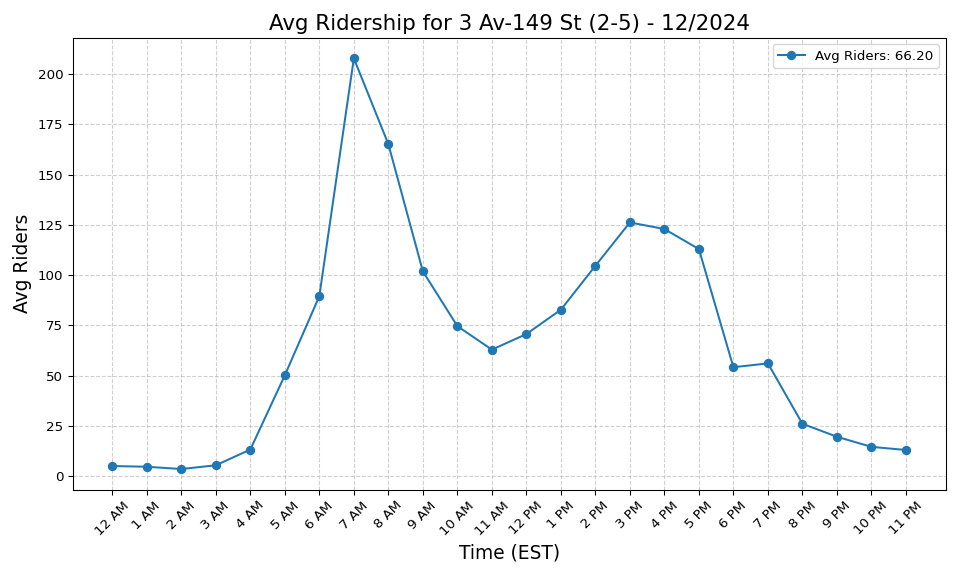 Avg Ridership for 3 Av-149 St (2-5) - 12/2024
Avg Riders: 66.20
Avg Riders
200
175
150
125
100
75
50
25
0
12 AM
1 AM
2 AM
3 AM
4 AM
5 AM
6 AM
7 AM
8 AM
9 AM
10 AM
11 AM
12 PM
1 PM
2 PM
3 PM
4 PM
5 PM
6 PM
7 PM
8 PM
9 PM
10 PM
11 PM
Time (EST)